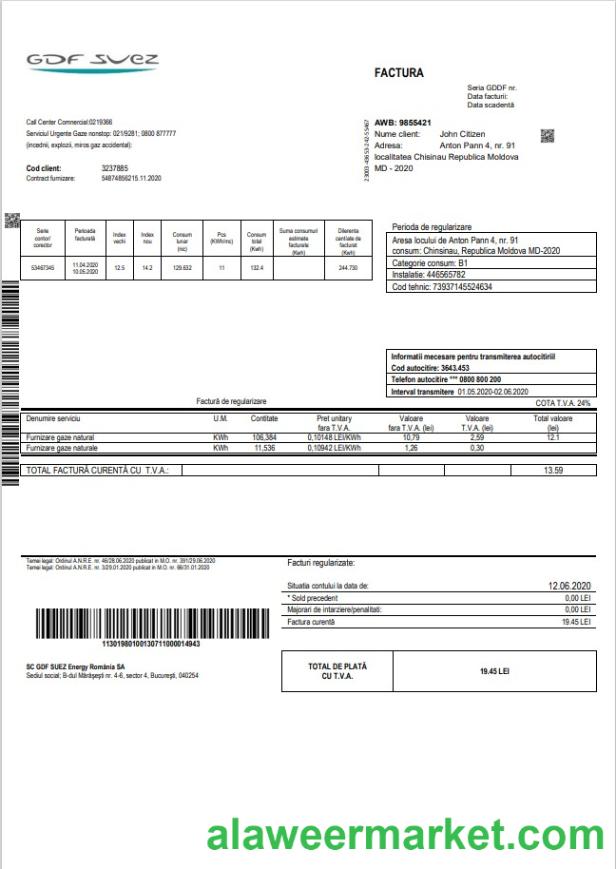 GDF SUEZ
FACTURA
Seria GDDF nr.
Data facturii:
Data scadentă
Call Center Commercial:0219366
Serviciul Urgente Gaze nonstop: 021/9281; 0800 877777
(incednii, explozii, miros gaz accidental):
Cod client: 3237885
Contract furnizare: 54874856215.11.2020
23003-45653-242-55467
AWB: 9855421
Nume client: John Citizen
Adresa: Anton Pann 4, nr. 91
localitatea Chisinau Republica Moldova
MD - 2020
Serie contor/ corector
Perioada facturată
Index vechi
Index nou
Consum lunar (nc)
Pcs (KWh/mc)
Consum total (Kwh)
Suma consumuri estimete facturate (Kwh)
Dilerenta cantiate de facturat (Kwh)
53467345 11.04.2020 10.05.2020 12.5 14.2 129.632 11 132.4 244.730
Perioda de regularizare
Aresa locului de Anton Pann 4, nr. 91
consum: Chinsinau, Republica Moldova MD-2020
Categorie consum: B1
Instalatie: 446565782
Cod tehnic: 73937145524634
Informatii mecesare pentru transmiterea autocitiriil
Cod autocitire: 3643.453
Telefon autocitire *** 0800 800 200
Interval transmitere 01.05.2020-02.06.2020
Factură de regularizare
COTA T.V.A. 24%
Denumire serviciu U.M. Contitate Pret unitary fara T.V.A. Valoare fara T.V.A. (lei) Valoare T.V.A. (lei) Total valoare (lei)
Furnizare gaze natural KWh 106,384 0,10148 LEI/KWh 10,79 2,59 12.1
Furnizare gaze naturale KWh 11,536 0,10942 LEI/KWh 1,26 0,30
TOTAL FACTURĂ CURENTĂ CU T.V.A.: 13.59
Temei legal: Ordinul A.N.R.E. nr. 46/28.06.2020 publicat in M.O. nr. 391/29.06.2020
Temei legal: Ordinul A.N.R.E. nr. 3/29.01.2020 publicat in M.O. nr. 66/31.01.2020
Facturi regularizate:
Situatia contului la data de: 12.06.2020
* Sold precedent 0,00 LEI
Majorari de intarziere/penalitati: 0,00 LEI
Factura curentă 19.45 LEI
11301980100130711000014943
SC GDF SUEZ Energy România SA
Sediul social; B-dul Mărășești nr. 4-6, sector 4, București, 040254
TOTAL DE PLATĂ
CU T.V.A.
19.45 LEI
alaweermarket.com